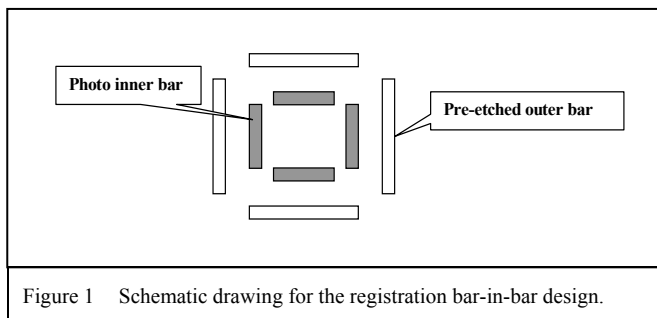 Photo inner bar
Pre-etched outer bar
Figure 1 Schematic drawing for the registration bar-in-bar design.